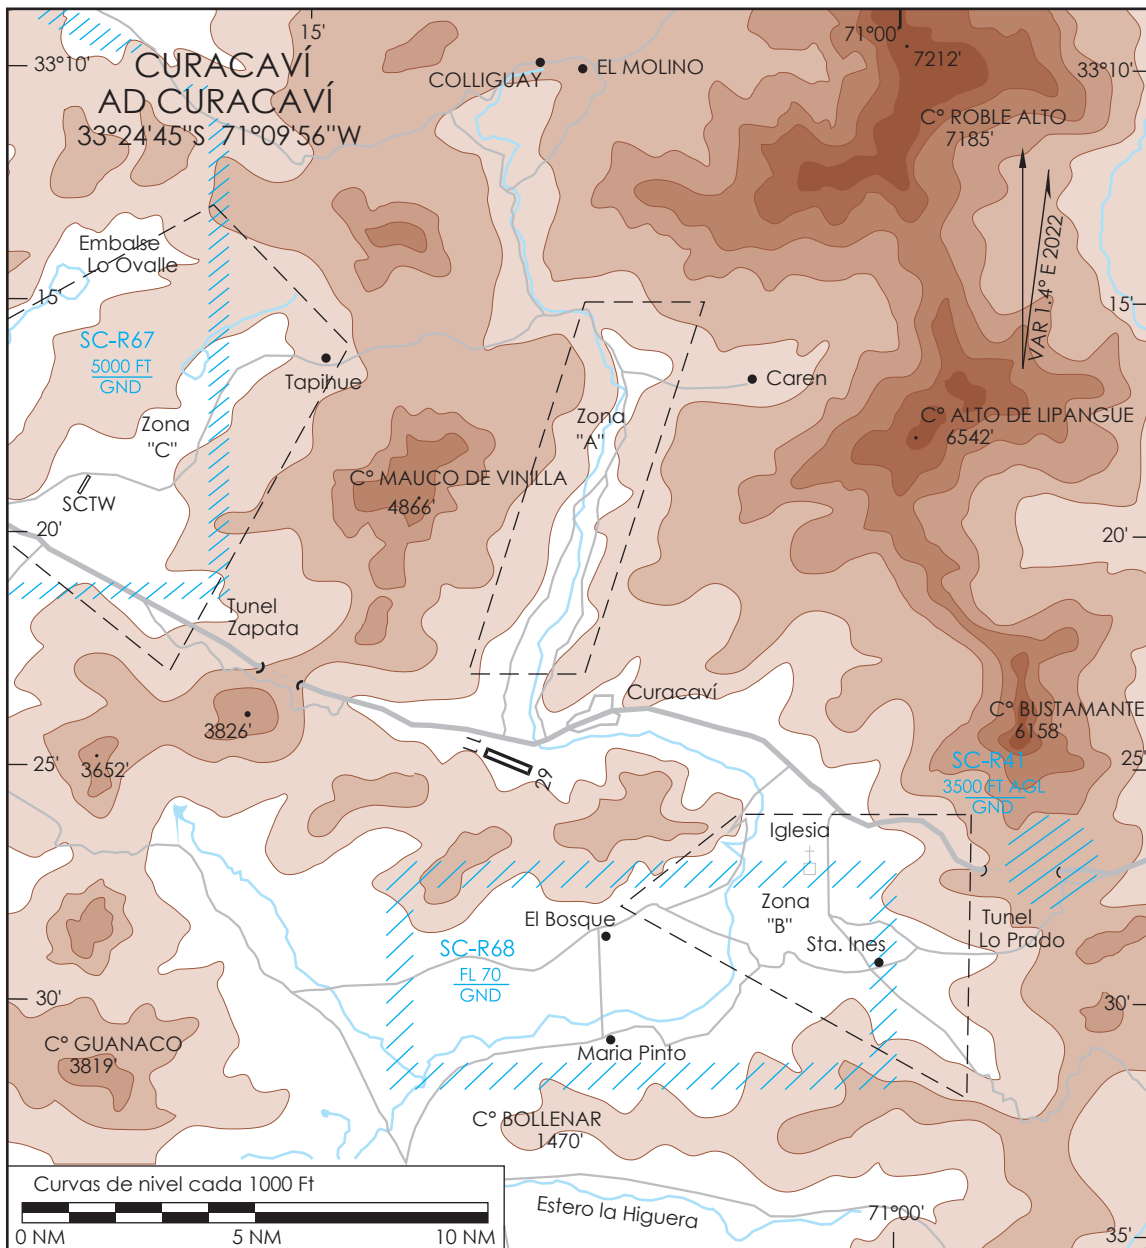 15'
71°00'
33°10'
CURACAVÍ
AD CURACAVÍ
33°24'45"S 71°09'56"W
COLLIGUAY
EL MOLINO
7212'
33°10'
C° ROBLE ALTO
7185'
VAR 1.4° E 2022
Embalse
Lo Ovalle
15'
15'
SC-R67
5000 FT
GND
Tapihue
Caren
Zona
"C"
Zona
"A"
C° ALTO DE LIPANGUE
6542'
C° MAUCO DE VINILLA
4866'
SCTW
20'
20'
Tunel
Zapata
Curacaví
C° BUSTAMANTE
6158'
3826'
3652'
11
29
25'
25'
SC-R41
3500 FT AGL
GND
Iglesia
Zona
"B"
El Bosque
Sta. Ines
Tunel
Lo Prado
SC-R68
FL 70
GND
30'
30'
C° GUANACO
3819'
Maria Pinto
C° BOLLENAR
1470'
Curvas de nivel cada 1000 Ft
0 NM
5 NM
10 NM
Estero la Higuera
71°00'
35'